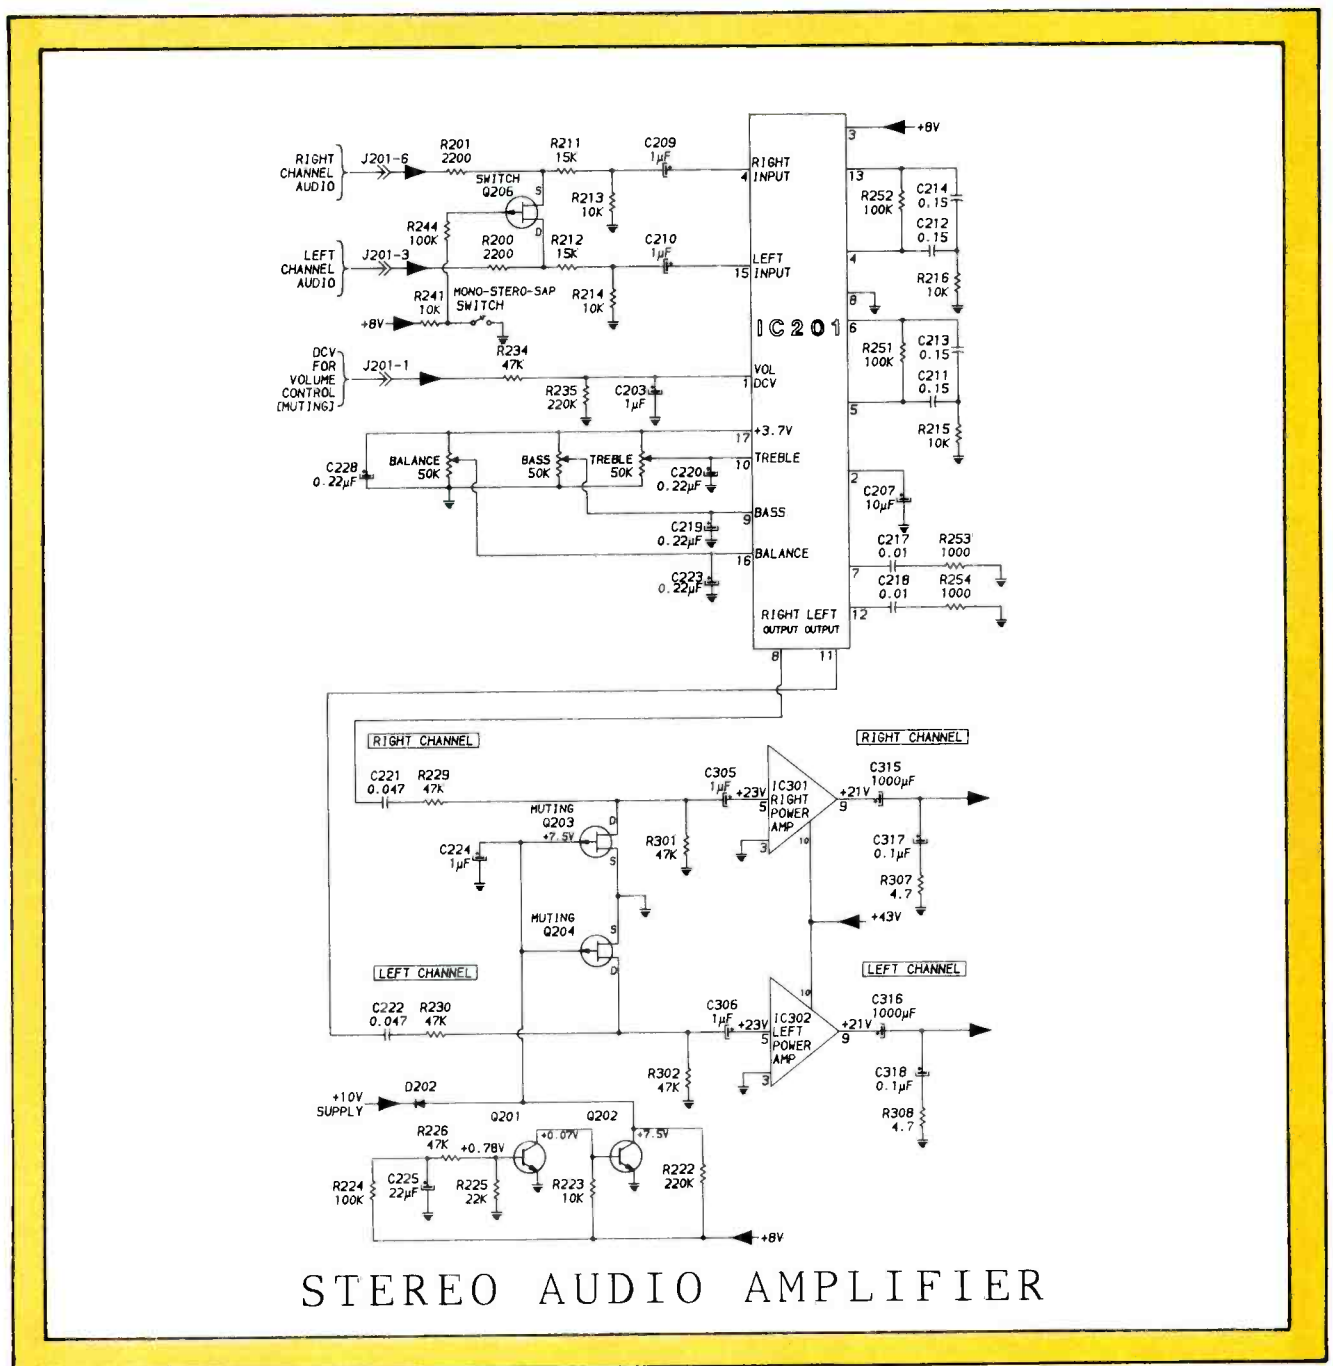 RIGHT
CHANNEL
AUDIO
J201-6
R201
2200
R211
15K
C209
1µF
SWITCH
Q206
S
D
R213
10K
R244
100K
LEFT
CHANNEL
AUDIO
J201-3
R200
2200
R212
15K
C210
1µF
R214
10K
MONO-STERO-SAP
SWITCH
R241
10K
+8V
DCV
FOR
VOLUME
CONTROL
[MUTING]
J201-1
R234
47K
R235
220K
C203
1µF
C228
0.22µF
BALANCE
50K
BASS
50K
TREBLE
50K
C220
0.22µF
C219
0.22µF
C223
0.22µF
4
RIGHT
INPUT
15
LEFT
INPUT
IC201
1
VOL
DCV
17
+3.7V
10
TREBLE
9
BASS
16
BALANCE
RIGHT LEFT
OUTPUT OUTPUT
8
11
3
+8V
13
R252
100K
C214
0.15
C212
0.15
4
R216
10K
8
6
R251
100K
C213
0.15
C211
0.15
5
R215
10K
2
C207
10µF
7
C217
0.01
R253
1000
12
C218
0.01
R254
1000
RIGHT CHANNEL
C221
0.047
R229
47K
MUTING
Q203
+7.5V
D
S
C224
1µF
R301
47K
C305
1µF
+23V
5
3
IC301
RIGHT
POWER
AMP
10
+21V
9
RIGHT CHANNEL
C315
1000µF
C317
0.1µF
R307
4.7
+43V
MUTING
Q204
S
D
LEFT CHANNEL
C222
0.047
R230
47K
R302
47K
C306
1µF
+23V
5
3
IC302
LEFT
POWER
AMP
10
+21V
9
LEFT CHANNEL
C316
1000µF
C318
0.1µF
R308
4.7
+10V
SUPPLY
D202
Q201
+0.07V
Q202
+7.5V
R226
47K
+0.78V
R224
100K
C225
22µF
R225
22K
R223
10K
R222
220K
+8V
STEREO AUDIO AMPLIFIER